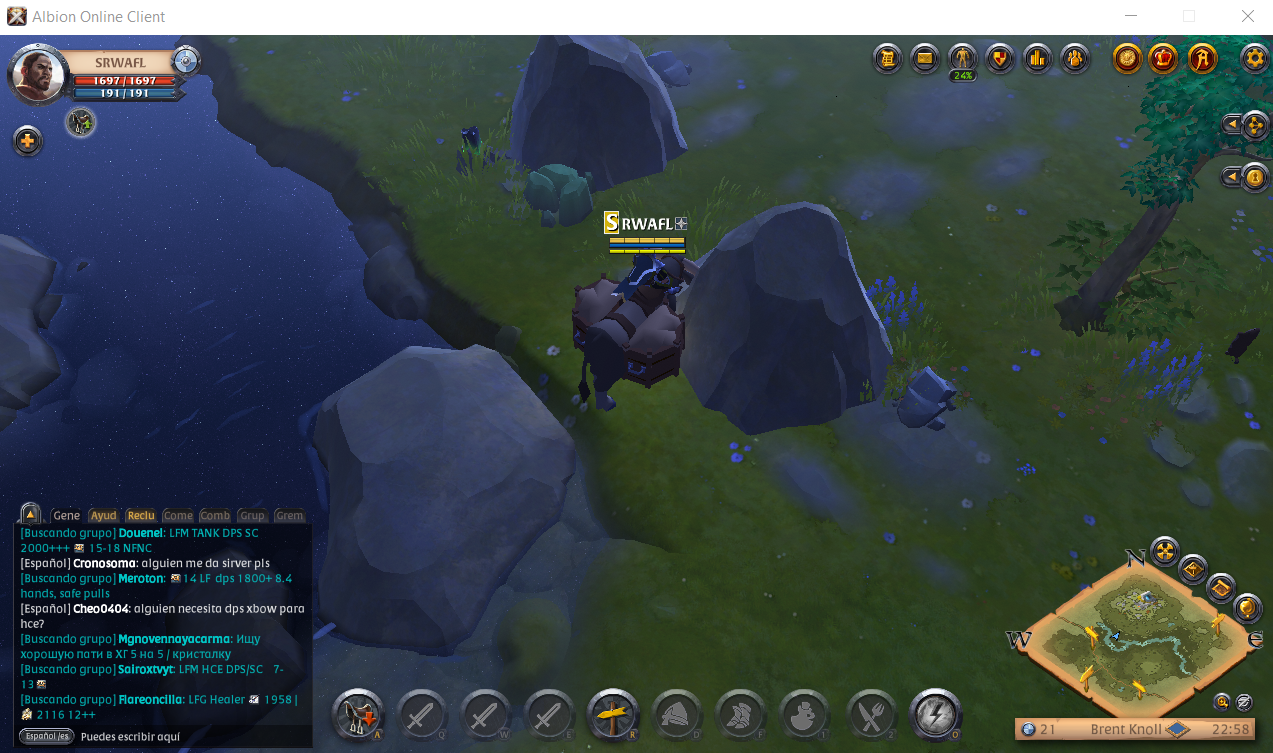 Albion Online Client
SRWAFL
1697 / 1697
191 / 191
24%
SRWAFL
Gene Ayud Reclu Come Comb Grup Grem
[Buscando grupo] Douenel: LFM TANK DPS SC
2000+++ 15-18 NFNC
[Español] Cronosoma: alguien me da sirver pls
[Buscando grupo] Meroton: 14 LF dps 1800+ 8.4
hands, safe pulls
[Español] Cheo0404: alguien necesita dps xbow para
hce?
[Buscando grupo] Mgnovennayacarma: Ищу
хорошую пати в ХГ 5 на 5 / кристалку
[Buscando grupo] Sairoxtvyt: LFM HCE DPS/SC 7-
13
[Buscando grupo] Flareoncilla: LFG Healer 1958 |
2116 12++
Español /es Puedes escribir aquí
A Q W E R D F 1 2 O
N
W E
21 Brent Knoll 22:58